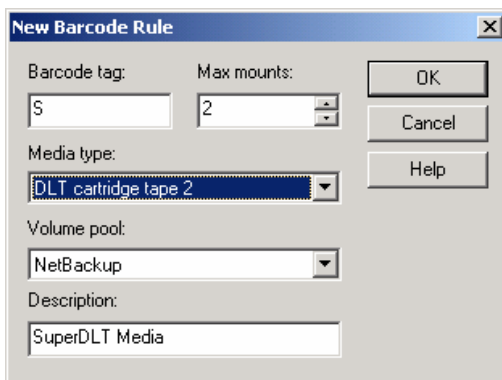 New Barcode Rule
Barcode tag: Max mounts:
S 2
OK
Cancel
Media type:
DLT cartridge tape 2
Help
Volume pool:
NetBackup
Description:
SuperDLT Media